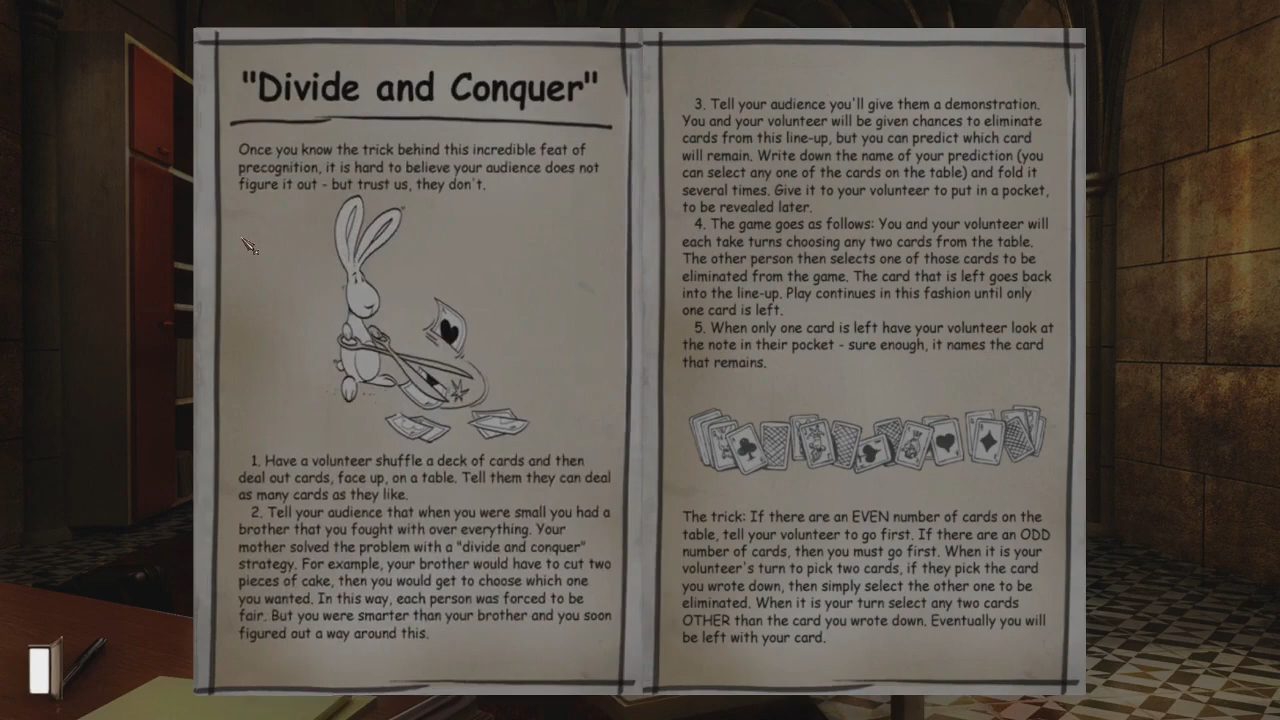 "Divide and Conquer"
Once you know the trick behind this incredible feat of
precognition, it is hard to believe your audience does not
figure it out - but trust us, they don't.
1. Have a volunteer shuffle a deck of cards and then
deal out cards, face up, on a table. Tell them they can deal
as many cards as they like.
2. Tell your audience that when you were small you had a
brother that you fought with over everything. Your
mother solved the problem with a "divide and conquer"
strategy. For example, your brother would have to cut two
pieces of cake, then you would get to choose which one
you wanted. In this way, each person was forced to be
fair. But you were smarter than your brother and you soon
figured out a way around this.
3. Tell your audience you'll give them a demonstration.
You and your volunteer will be given chances to eliminate
cards from this line-up, but you can predict which card
will remain. Write down the name of your prediction (you
can select any one of the cards on the table) and fold it
several times. Give it to your volunteer to put in a pocket,
to be revealed later.
4. The game goes as follows: You and your volunteer will
each take turns choosing any two cards from the table.
The other person then selects one of those cards to be
eliminated from the game. The card that is left goes back
into the line-up. Play continues in this fashion until only
one card is left.
5. When only one card is left have your volunteer look at
the note in their pocket - sure enough, it names the card
that remains.
The trick: If there are an EVEN number of cards on the
table, tell your volunteer to go first. If there are an ODD
number of cards, then you must go first. When it is your
volunteer's turn to pick two cards, if they pick the card
you wrote down, then simply select the other one to be
eliminated. When it is your turn select any two cards
OTHER than the card you wrote down. Eventually you will
be left with your card.